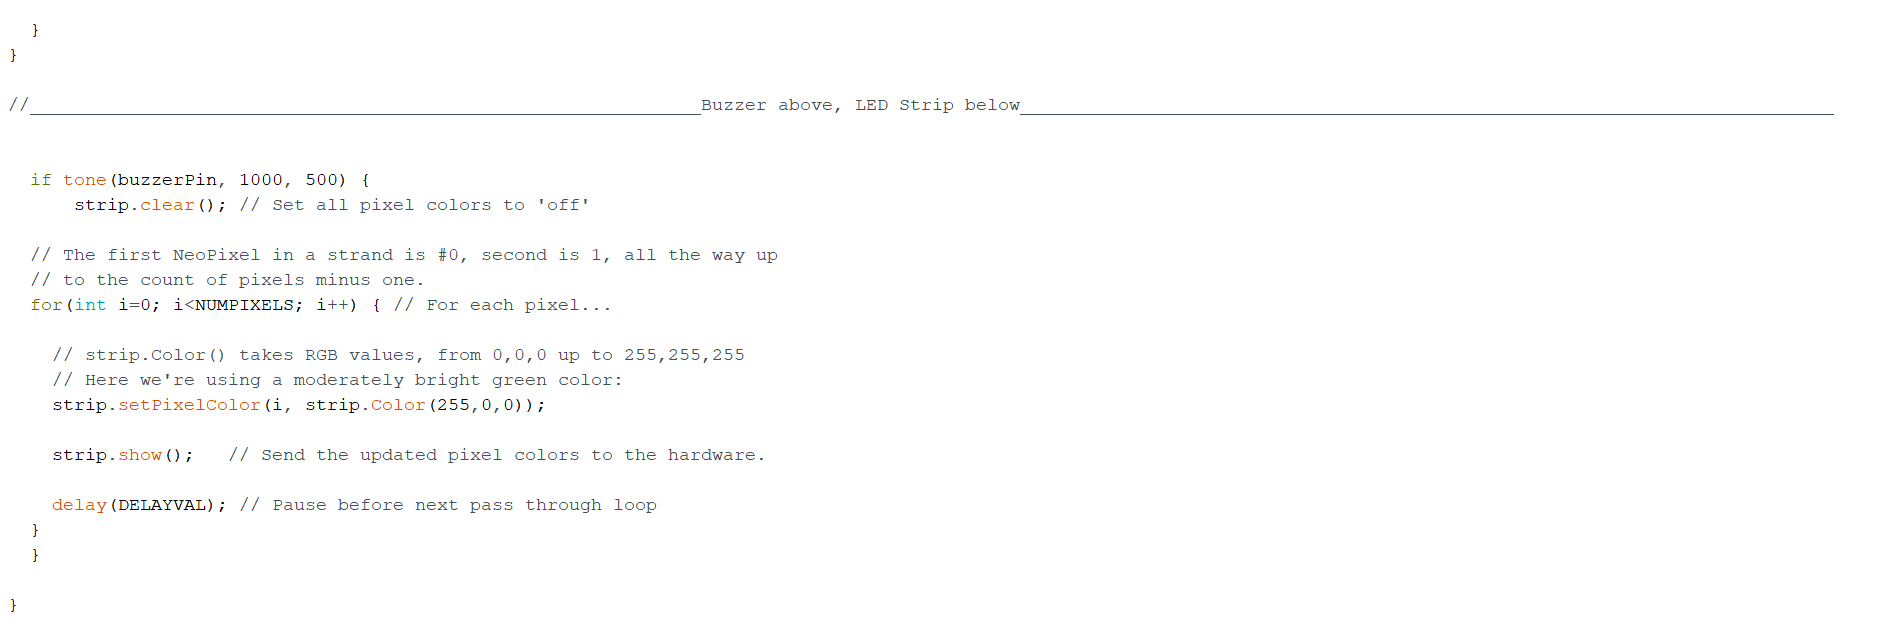 }
}
//_____________________________________________________________Buzzer above, LED Strip below__________________________________________________________________________
if tone(buzzerPin, 1000, 500) {
strip.clear(); // Set all pixel colors to 'off'
// The first NeoPixel in a strand is #0, second is 1, all the way up
// to the count of pixels minus one.
for(int i=0; i<NUMPIXELS; i++) { // For each pixel...
// strip.Color() takes RGB values, from 0,0,0 up to 255,255,255
// Here we're using a moderately bright green color:
strip.setPixelColor(i, strip.Color(255,0,0));
strip.show();   // Send the updated pixel colors to the hardware.
delay(DELAYVAL); // Pause before next pass through loop
}
}
}